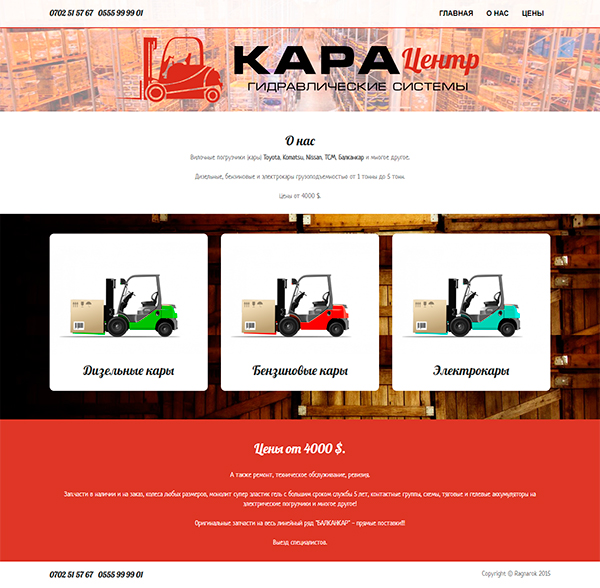 0702 51 57 67 0555 99 99 01
ГЛАВНАЯ О НАС ЦЕНЫ
КАРА Центр
ГИДРАВЛИЧЕСКИЕ СИСТЕМЫ
О нас
Вилочные погрузчики (кары) Toyota, Komatsu, Nissan, TCM, Балканкар и многое другое.
Дизельные, бензиновые и электрокары грузоподъемностью от 1 тонны до 5 тонн.
Цены от 4000 $.
Дизельные кары
Бензиновые кары
Электрокары
Цены от 4000 $.
А также ремонт, техническое обслуживание, ревизия.
Запчасти в наличии и на заказ, колеса любых размеров, монолит супер эластик гель с большим сроком службы 5 лет, контактные группы, схемы, тяговые и гелевые аккумуляторы на
электрические погрузчики и многое другое!
Оригинальные запчасти на весь линейный ряд "БАЛКАНКАР" - прямые поставки!!!
Выезд специалистов.
0702 51 57 67 0555 99 99 01
Copyright © Ragnarok 2015